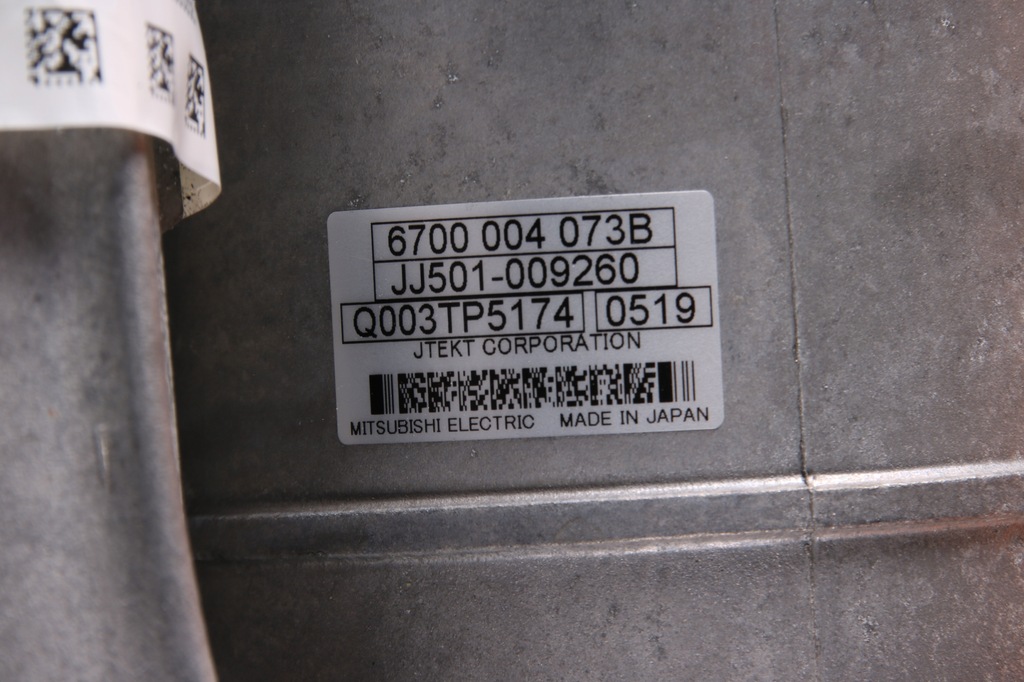 6700 004 073B
JJ501-009260
Q003TP5174 0519
JTEKT CORPORATION
MITSUBISHI ELECTRIC MADE IN JAPAN